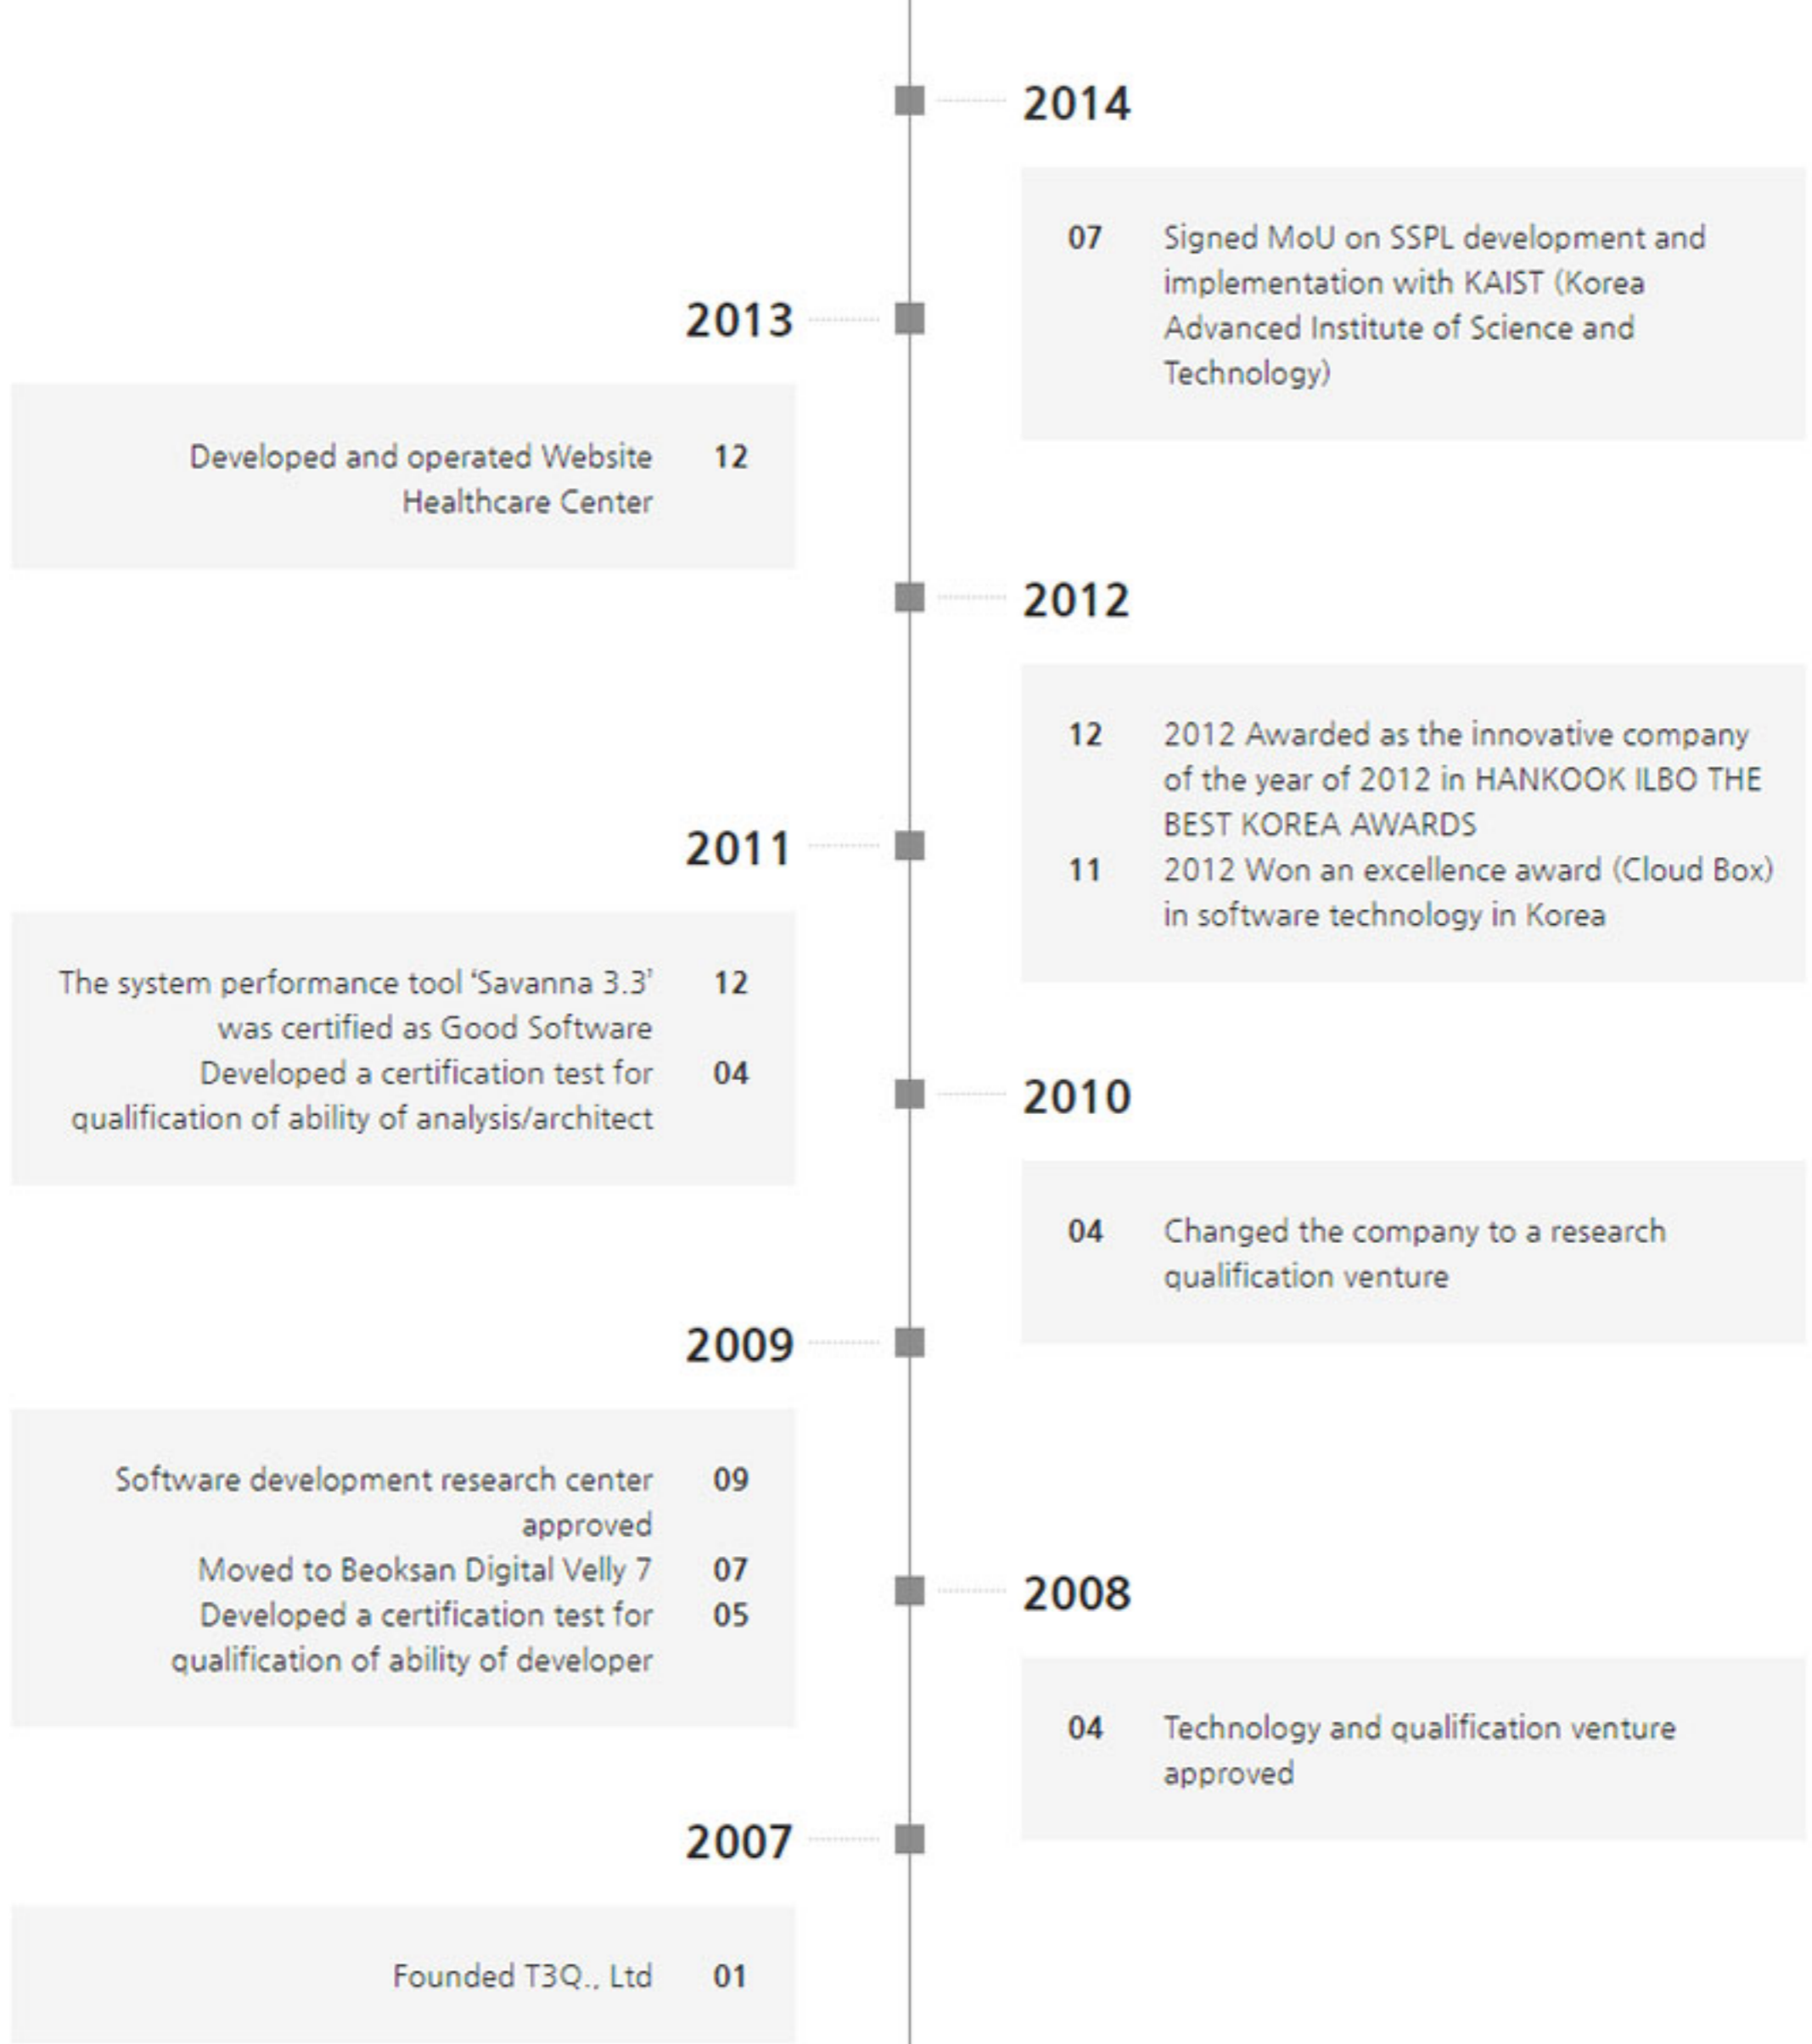 2014
07 Signed MoU on SSPL development and
implementation with KAIST (Korea
Advanced Institute of Science and
Technology)
2013
Developed and operated Website 12
Healthcare Center
2012
12 2012 Awarded as the innovative company
of the year of 2012 in HANKOOK ILBO THE
BEST KOREA AWARDS
11 2012 Won an excellence award (Cloud Box)
in software technology in Korea
2011
The system performance tool ‘Savanna 3.3’ 12
was certified as Good Software
Developed a certification test for 04
qualification of ability of analysis/architect
2010
04 Changed the company to a research
qualification venture
2009
Software development research center 09
approved
Moved to Beoksan Digital Velly 7 07
Developed a certification test for 05
qualification of ability of developer
2008
04 Technology and qualification venture
approved
2007
Founded T3Q., Ltd 01